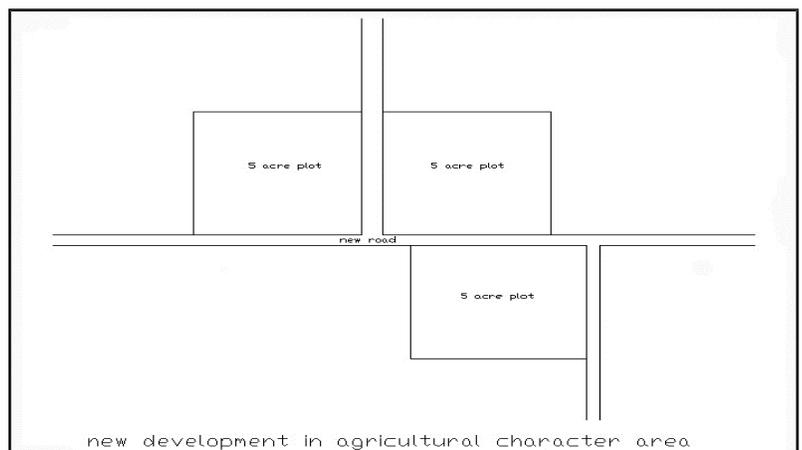 5 acre plot
5 acre plot
new road
5 acre plot
new development in agricultural character area